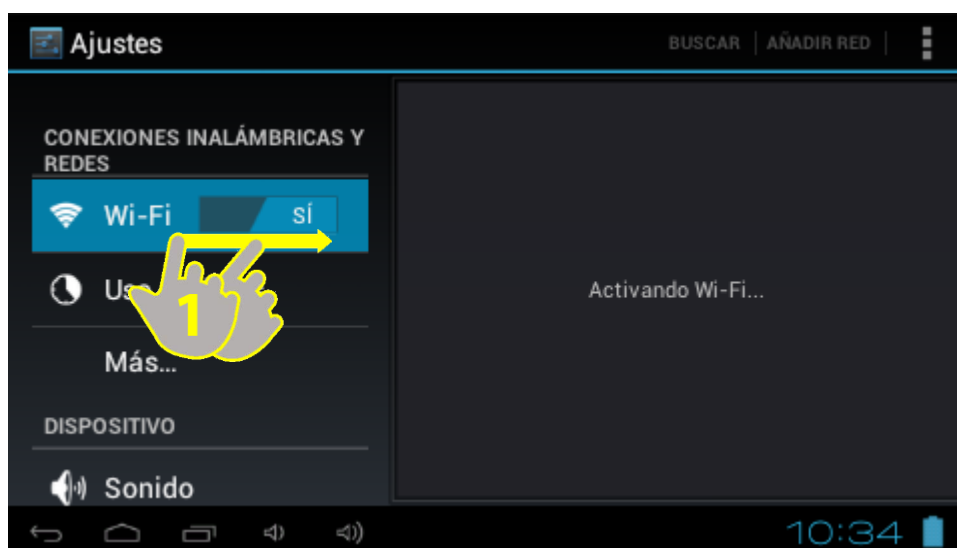 Ajustes
BUSCAR | AÑADIR RED |
CONEXIONES INALÁMBRICAS Y
REDES
Wi-Fi
SÍ
1
Más...
Activando Wi-Fi...
DISPOSITIVO
Sonido
10:34